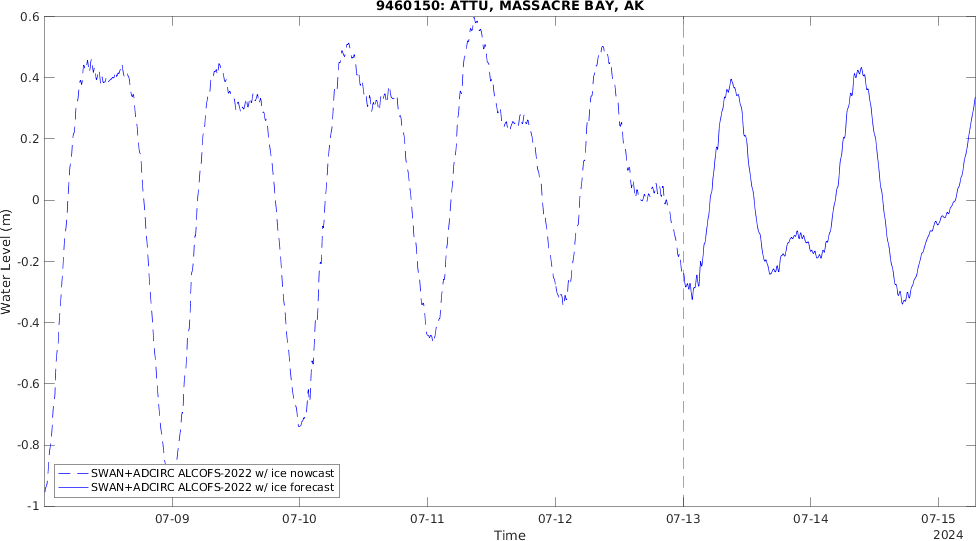 9460150: ATTU, MASSACRE BAY, AK
0.6
0.4
0.2
0
-0.2
-0.4
-0.6
-0.8
-1
Water Level (m)
SWAN+ADCIRC ALCOFS-2022 w/ ice nowcast
SWAN+ADCIRC ALCOFS-2022 w/ ice forecast
07-09 07-10 07-11 07-12 07-13 07-14 07-15
Time
2024